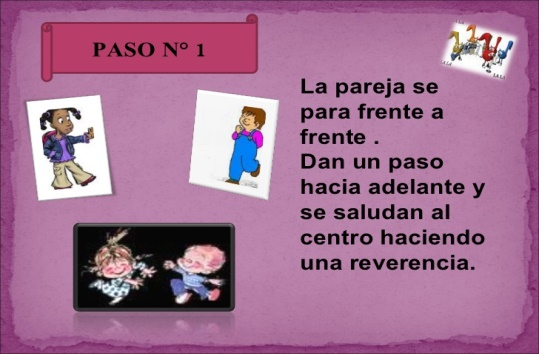 PASO N° 1
La pareja se
para frente a
frente .
Dan un paso
hacia adelante y
se saludan al
centro haciendo
una reverencia.